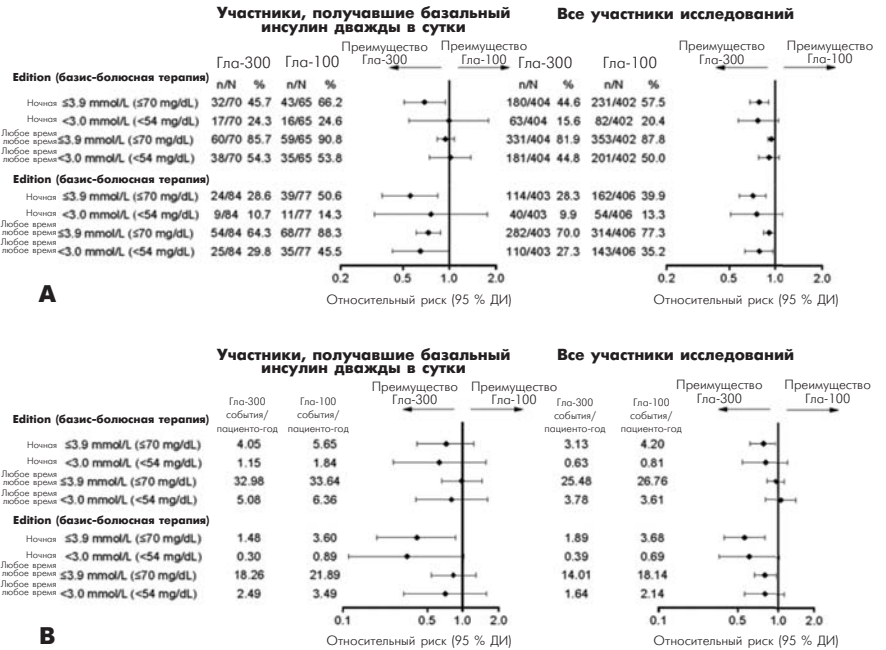 Участники, получавшие базальный инсулин дважды в сутки
Все участники исследований
Гла-300 Гла-100 Преимущество Гла-300 Преимущество Гла-100 Гла-300 Гла-100 Преимущество Гла-300 Преимущество Гла-100
Edition (базис-болюсная терапия) n/N % n/N % n/N % n/N %
Ночная ≤3.9 mmol/L (≤70 mg/dL) 32/70 45.7 43/65 66.2 180/404 44.6 231/402 57.5
Ночная <3.0 mmol/L (<54 mg/dL) 17/70 24.3 16/65 24.6 63/404 15.6 82/402 20.4
Любое время
любое время ≤3.9 mmol/L (≤70 mg/dL) 60/70 85.7 59/65 90.8 331/404 81.9 353/402 87.8
Любое время
любое время <3.0 mmol/L (<54 mg/dL) 38/70 54.3 35/65 53.8 181/404 44.8 201/402 50.0
Edition (базис-болюсная терапия)
Ночная ≤3.9 mmol/L (≤70 mg/dL) 24/84 28.6 39/77 50.6 114/403 28.3 162/406 39.9
Ночная <3.0 mmol/L (<54 mg/dL) 9/84 10.7 11/77 14.3 40/403 9.9 54/406 13.3
Любое время
любое время ≤3.9 mmol/L (≤70 mg/dL) 54/84 64.3 68/77 88.3 282/403 70.0 314/406 77.3
Любое время
любое время <3.0 mmol/L (<54 mg/dL) 25/84 29.8 35/77 45.5 110/403 27.3 143/406 35.2
0.2 0.5 1.0 2.0 0.2 0.5 1.0 2.0
A Относительный риск (95 % ДИ) Относительный риск (95 % ДИ)
Участники, получавшие базальный инсулин дважды в сутки
Все участники исследований
Гла-300 события/пациенто-год Гла-100 события/пациенто-год Преимущество Гла-300 Преимущество Гла-100 Гла-300 события/пациенто-год Гла-100 события/пациенто-год Преимущество Гла-300 Преимущество Гла-100
Edition (базис-болюсная терапия)
Ночная ≤3.9 mmol/L (≤70 mg/dL) 4.05 5.65 3.13 4.20
Ночная <3.0 mmol/L (<54 mg/dL) 1.15 1.84 0.63 0.81
Любое время
любое время ≤3.9 mmol/L (≤70 mg/dL) 32.98 33.64 25.48 26.76
Любое время
любое время <3.0 mmol/L (<54 mg/dL) 5.08 6.36 3.78 3.61
Edition (базис-болюсная терапия)
Ночная ≤3.9 mmol/L (≤70 mg/dL) 1.48 3.60 1.89 3.68
Ночная <3.0 mmol/L (<54 mg/dL) 0.30 0.89 0.39 0.69
Любое время
любое время ≤3.9 mmol/L (≤70 mg/dL) 18.26 21.89 14.01 18.14
Любое время
любое время <3.0 mmol/L (<54 mg/dL) 2.49 3.49 1.64 2.14
0.1 0.5 1.0 2.0 0.1 0.5 1.0 2.0
B Относительный риск (95 % ДИ) Относительный риск (95 % ДИ)